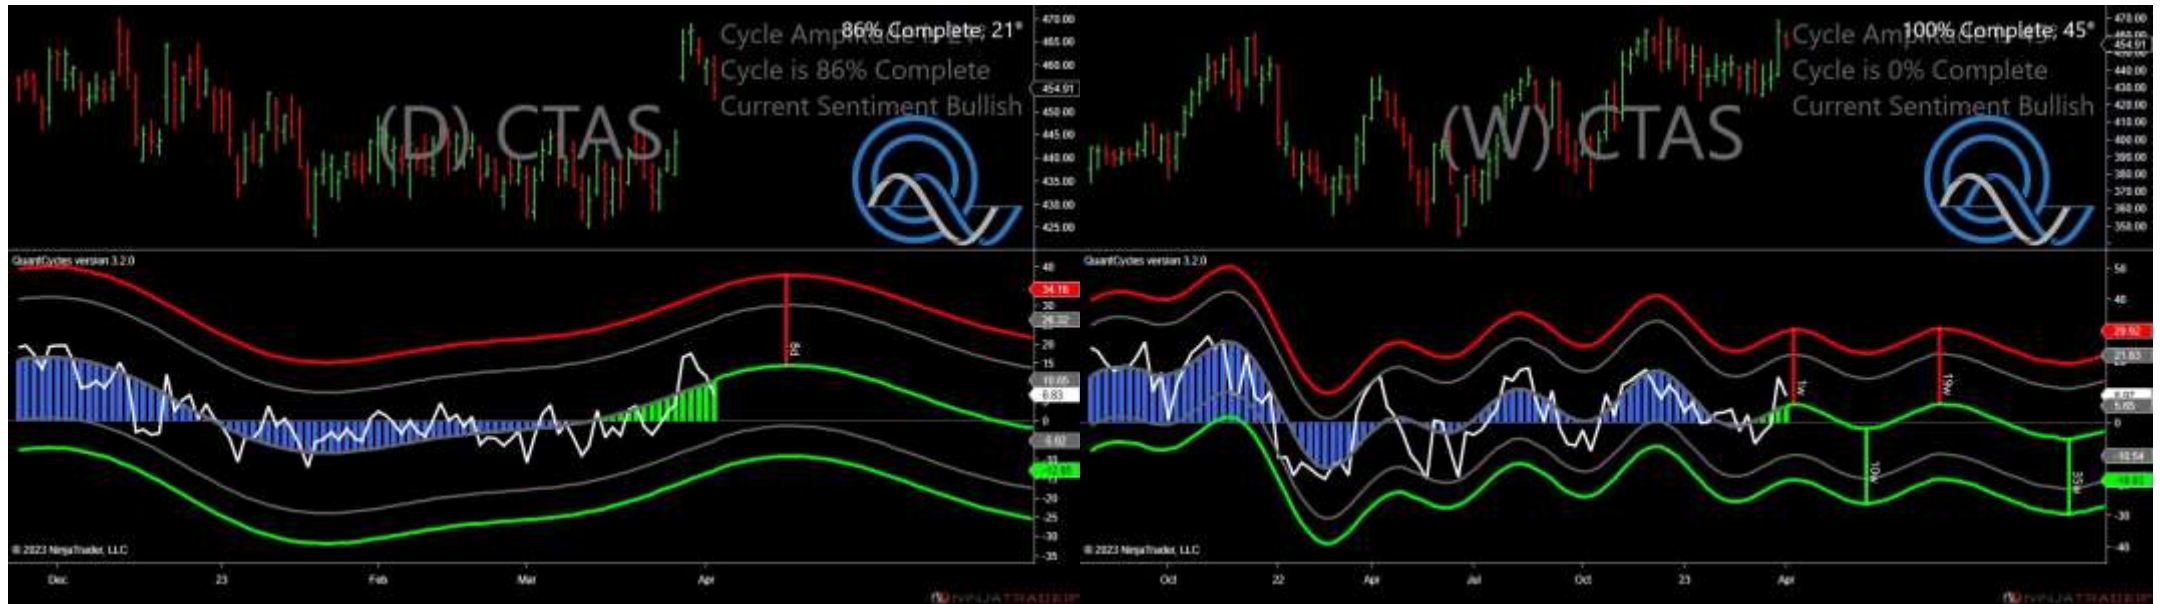 86% Complete, 21°
Cycle is 86% Complete
Current Sentiment Bullish
(D) CTAS
470.00
465.00
460.00
454.91
450.00
445.00
440.00
435.00
430.00
425.00
QuantCycles version 3.2.0
40
34.18
30
20
15
6.83
0
-20
-25
-30
-35
6d
© 2023 NinjaTrader, LLC
Dec
23
Feb
Mar
Apr
NINJATRADER
100% Complete, 45°
Cycle is 0% Complete
Current Sentiment Bullish
(W) CTAS
470.00
454.91
440.00
430.00
420.00
410.00
400.00
390.00
380.00
370.00
360.00
350.00
QuantCycles version 3.2.0
50
40
29.92
21.83
5.65
0
-10.54
-30
-40
1w
19w
10w
35w
© 2023 NinjaTrader, LLC
Oct
22
Apr
Jul
Oct
23
Apr
NINJATRADER